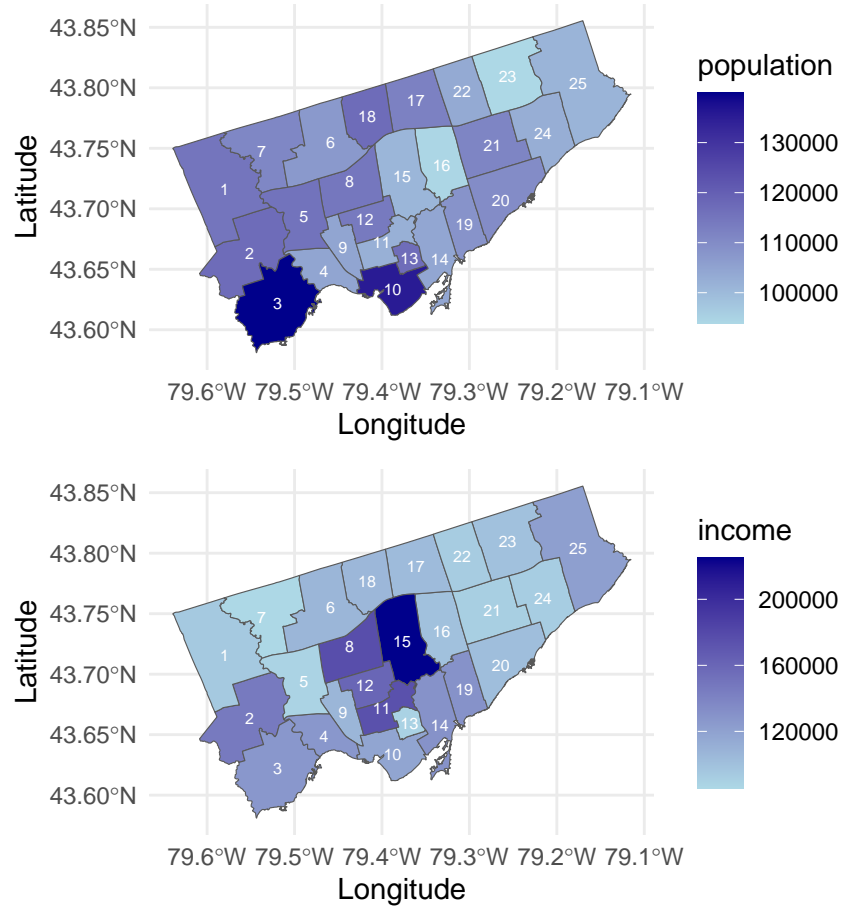 43.85°N
43.80°N
43.75°N
43.70°N
43.65°N
43.60°N
Latitude
79.6°W 79.5°W 79.4°W 79.3°W 79.2°W 79.1°W
Longitude
1
2
3
4
5
6
7
8
9
10
11
12
13
14
15
16
17
18
19
20
21
22
23
24
25
population
130000
120000
110000
100000
43.85°N
43.80°N
43.75°N
43.70°N
43.65°N
43.60°N
Latitude
79.6°W 79.5°W 79.4°W 79.3°W 79.2°W 79.1°W
Longitude
1
2
3
4
5
6
7
8
9
10
11
12
13
14
15
16
17
18
19
20
21
22
23
24
25
income
200000
160000
120000